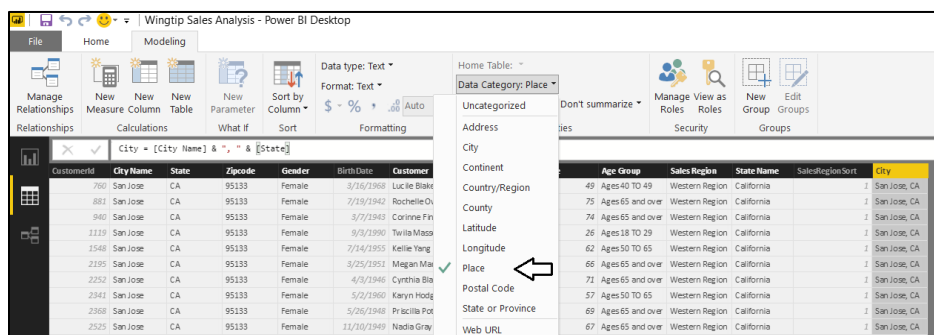 Wingtip Sales Analysis - Power BI Desktop
File Home Modeling
Manage Relationships
New Measure
New Column
New Table
New Parameter
Sort by Column
Data type: Text
Format: Text
$ % , .00 Auto
Home Table:
Data Category: Place
Don't summarize
Manage Roles
View as Roles
New Group
Edit Groups
Relationships Calculations What If Sort Formatting ties Security Groups
City = [City Name] & ", " & [State]
Uncategorized
Address
City
Continent
Country/Region
County
Latitude
Longitude
Place
Postal Code
State or Province
Web URL
CustomerId City Name State Zipcode Gender BirthDate Customer e Age Group Sales Region State Name SalesRegionSort City
760 San Jose CA 95133 Female 3/16/1968 Lucile Blake 49 Ages 40 TO 49 Western Region California 1 San Jose, CA
881 San Jose CA 95133 Female 7/19/1942 Rochelle Ov 75 Ages 65 and over Western Region California 1 San Jose, CA
940 San Jose CA 95133 Female 5/7/1943 Corinne Fin 74 Ages 65 and over Western Region California 1 San Jose, CA
1119 San Jose CA 95133 Female 9/3/1990 Twila Mass 26 Ages 18 TO 29 Western Region California 1 San Jose, CA
1548 San Jose CA 95133 Female 7/14/1955 Kellie Yang 62 Ages 50 TO 65 Western Region California 1 San Jose, CA
2195 San Jose CA 95133 Female 3/25/1951 Megan Mar 66 Ages 65 and over Western Region California 1 San Jose, CA
2252 San Jose CA 95133 Female 4/3/1946 Cynthia Bla 71 Ages 65 and over Western Region California 1 San Jose, CA
2341 San Jose CA 95133 Female 5/2/1960 Karyn Hodg 57 Ages 50 TO 65 Western Region California 1 San Jose, CA
2368 San Jose CA 95133 Female 5/26/1948 Priscilla Pot 69 Ages 65 and over Western Region California 1 San Jose, CA
2525 San Jose CA 95133 Female 11/10/1949 Nadia Gray 67 Ages 65 and over Western Region California 1 San Jose, CA